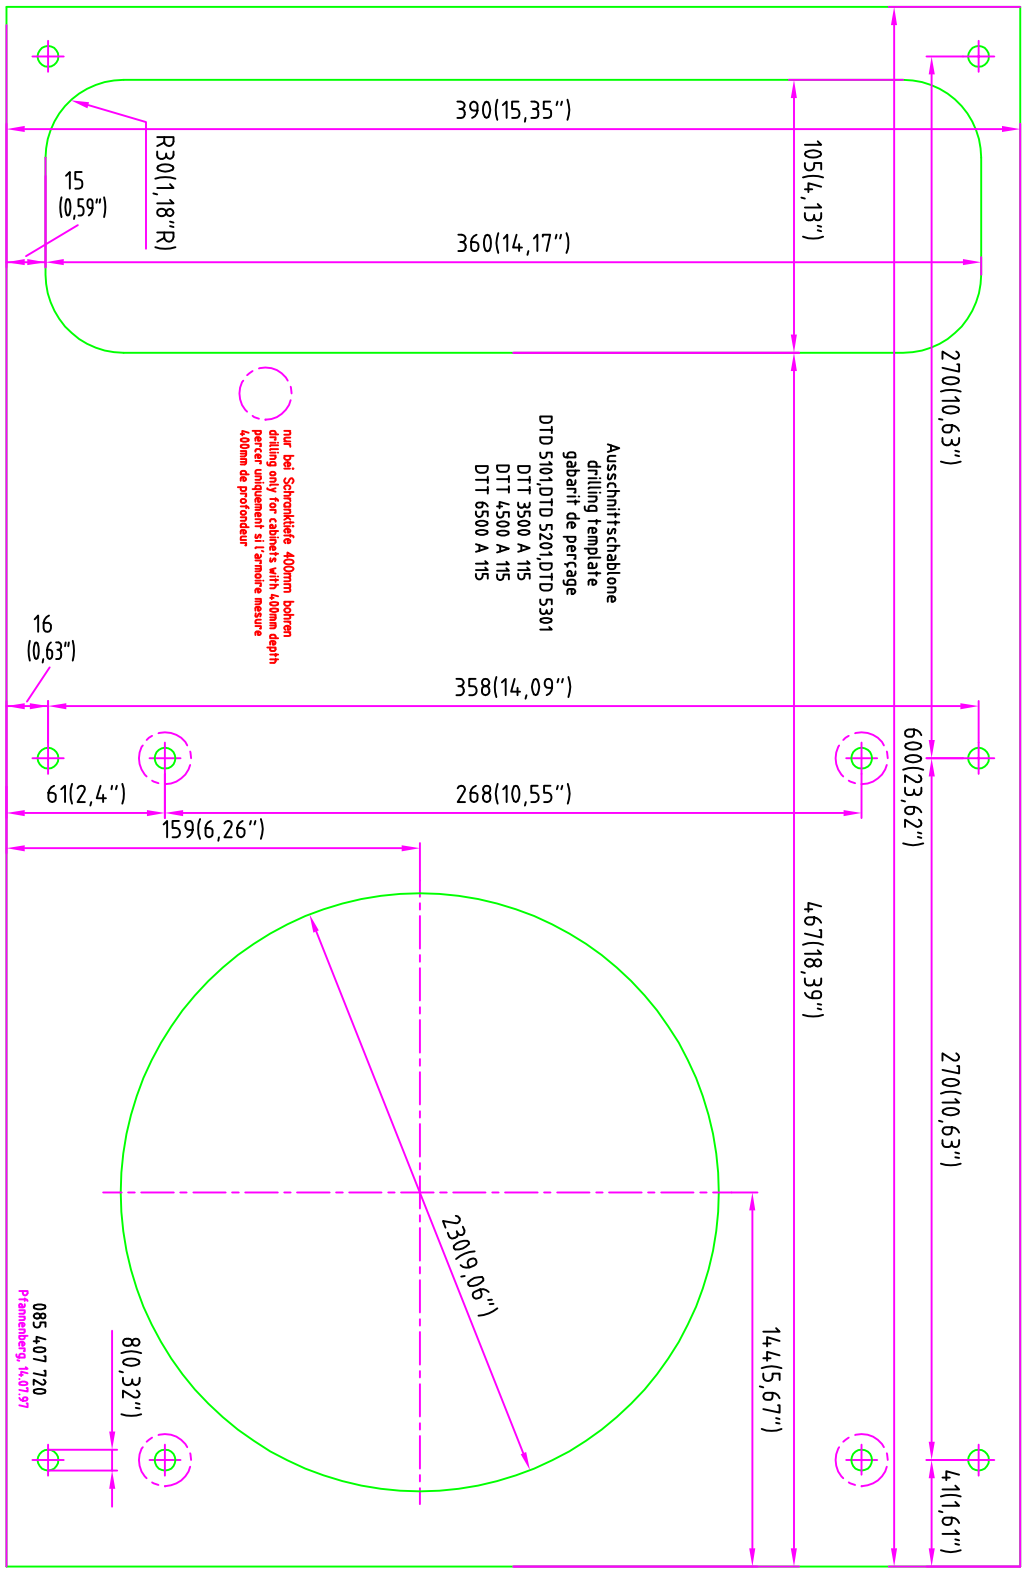 390(15,35")
105(4,13")
R30(1,18"R)
15
(0,59")
360(14,17")
270(10,63")
Ausschnittschablone
drilling template
gabarit de perçage
DTD 5101,DTD 5201,DTD 5301
DTT 3500 A 115
DTT 4500 A 115
DTT 6500 A 115
nur bei Schranktiefe 400mm bohren
drilling only for cabinets with 400mm depth
percer uniquement si l'armoire mesure
400mm de profondeur
16
(0,63")
358(14,09")
600(23,62")
61(2,4")
268(10,55")
159(6,26")
467(18,39")
270(10,63")
230(9,06")
144(5,67")
8(0,32")
41(1,61")
085 407 720
Pfannenberg, 14.07.97